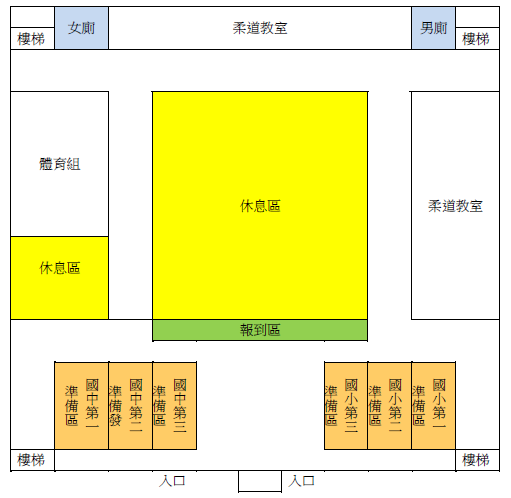 女廁
柔道教室
男廁
樓梯
樓梯
體育組
休息區
柔道教室
休息區
報到區
國中第一
準備區
國中第二
準備發
國中第三
準備區
國小第三
準備區
國小第二
準備區
國小第一
準備區
樓梯
樓梯
入口
入口